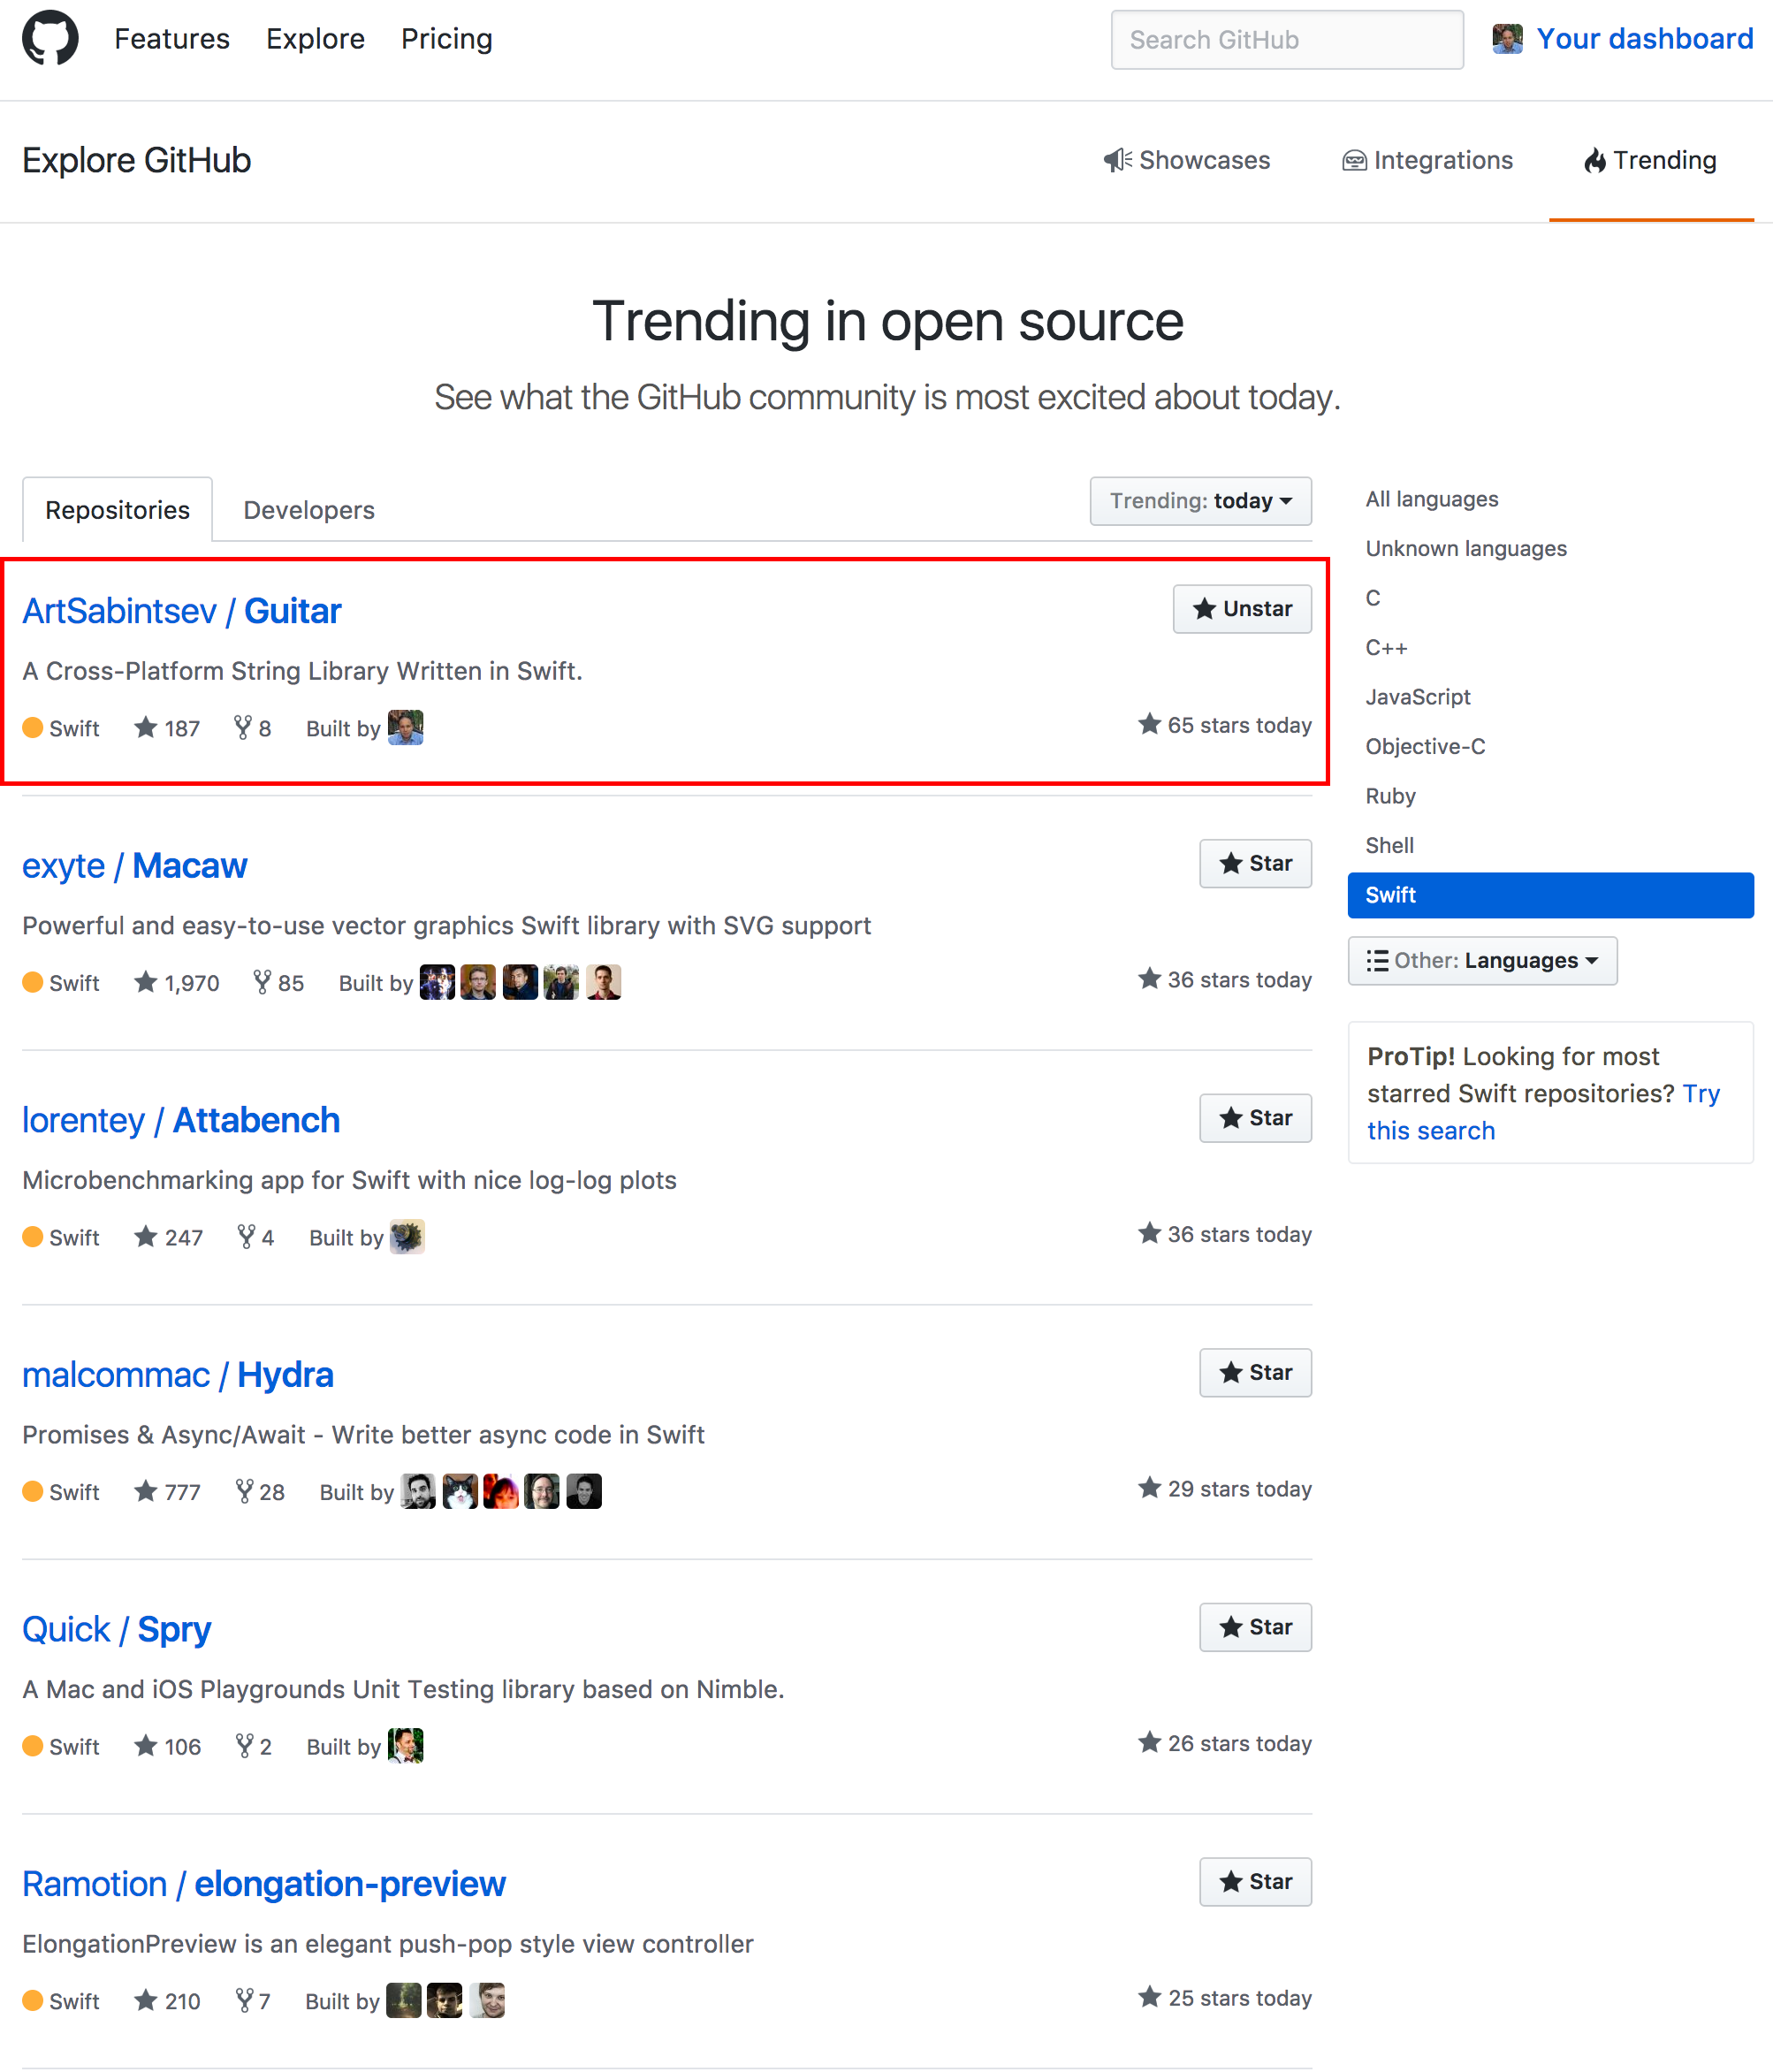 Features Explore Pricing Search GitHub Your dashboard
Explore GitHub Showcases Integrations Trending
Trending in open source
See what the GitHub community is most excited about today.
Repositories Developers Trending: today
ArtSabintsev / Guitar Unstar
A Cross-Platform String Library Written in Swift.
Swift 187 8 Built by 65 stars today
exyte / Macaw Star
Powerful and easy-to-use vector graphics Swift library with SVG support
Swift 1,970 85 Built by 36 stars today
lorentey / Attabench Star
Microbenchmarking app for Swift with nice log-log plots
Swift 247 4 Built by 36 stars today
malcommac / Hydra Star
Promises & Async/Await - Write better async code in Swift
Swift 777 28 Built by 29 stars today
Quick / Spry Star
A Mac and iOS Playgrounds Unit Testing library based on Nimble.
Swift 106 2 Built by 26 stars today
Ramotion / elongation-preview Star
ElongationPreview is an elegant push-pop style view controller
Swift 210 7 Built by 25 stars today
All languages
Unknown languages
C
C++
JavaScript
Objective-C
Ruby
Shell
Swift
Other: Languages
ProTip! Looking for most
starred Swift repositories? Try
this search